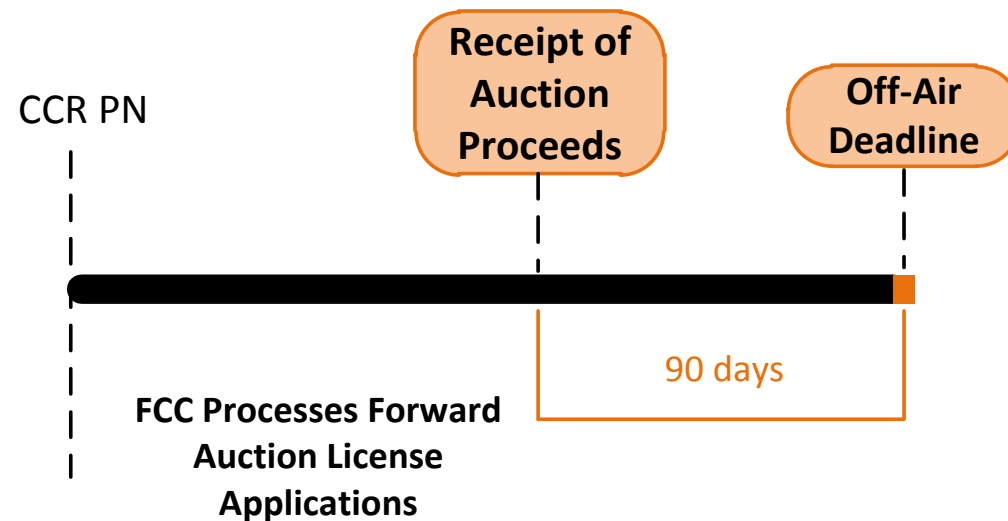 CCR PN
Receipt of
Auction
Proceeds
Off-Air
Deadline
90 days
FCC Processes Forward
Auction License
Applications